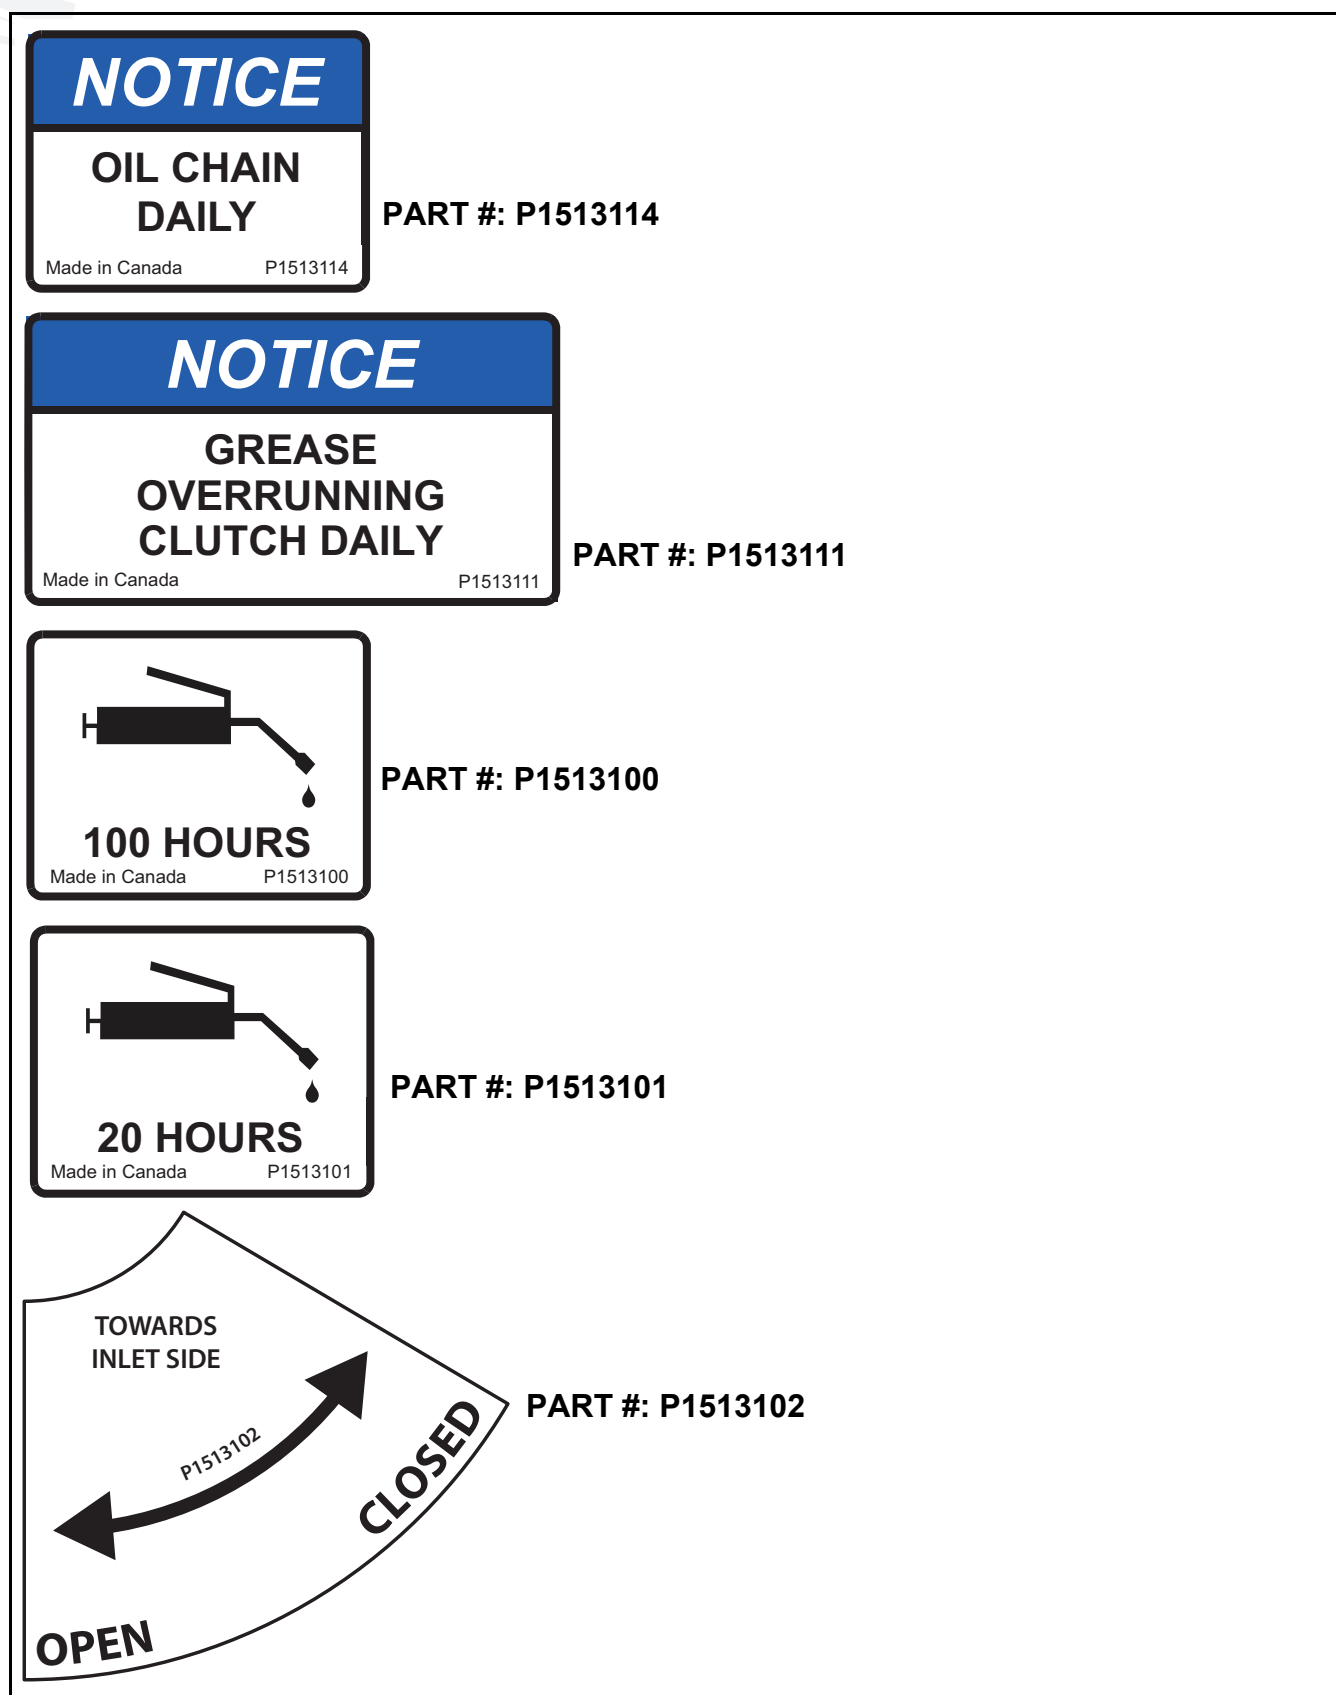 NOTICE
OIL CHAIN
DAILY
Made in Canada P1513114
PART #: P1513114
NOTICE
GREASE
OVERRUNNING
CLUTCH DAILY
Made in Canada P1513111
PART #: P1513111
100 HOURS
Made in Canada P1513100
PART #: P1513100
20 HOURS
Made in Canada P1513101
PART #: P1513101
TOWARDS
INLET SIDE
P1513102
CLOSED
OPEN
PART #: P1513102